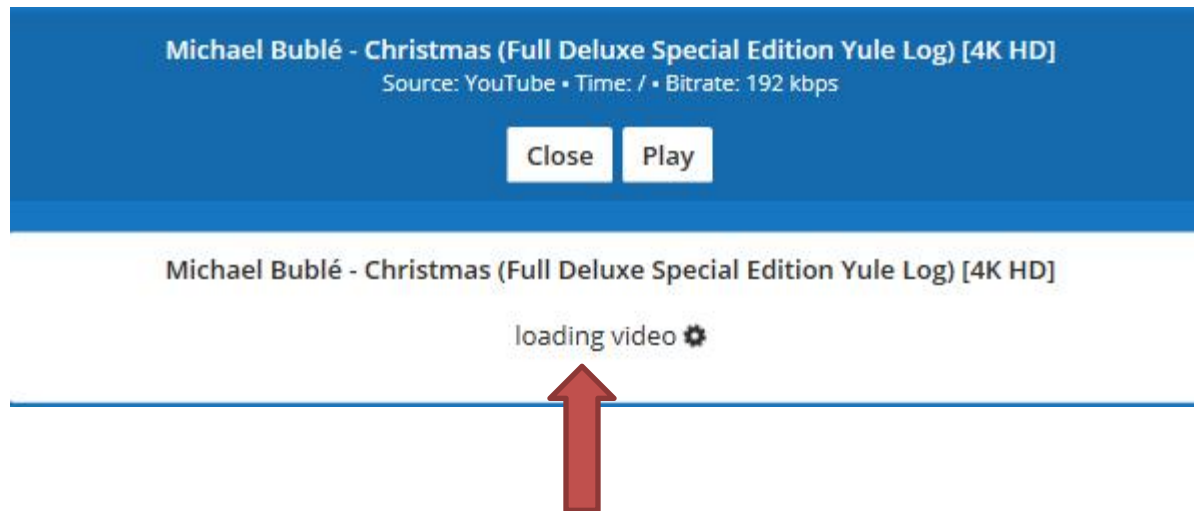 Michael Bublé - Christmas (Full Deluxe Special Edition Yule Log) [4K HD]
Source: YouTube • Time: / • Bitrate: 192 kbps
Close Play
Michael Bublé - Christmas (Full Deluxe Special Edition Yule Log) [4K HD]
loading video